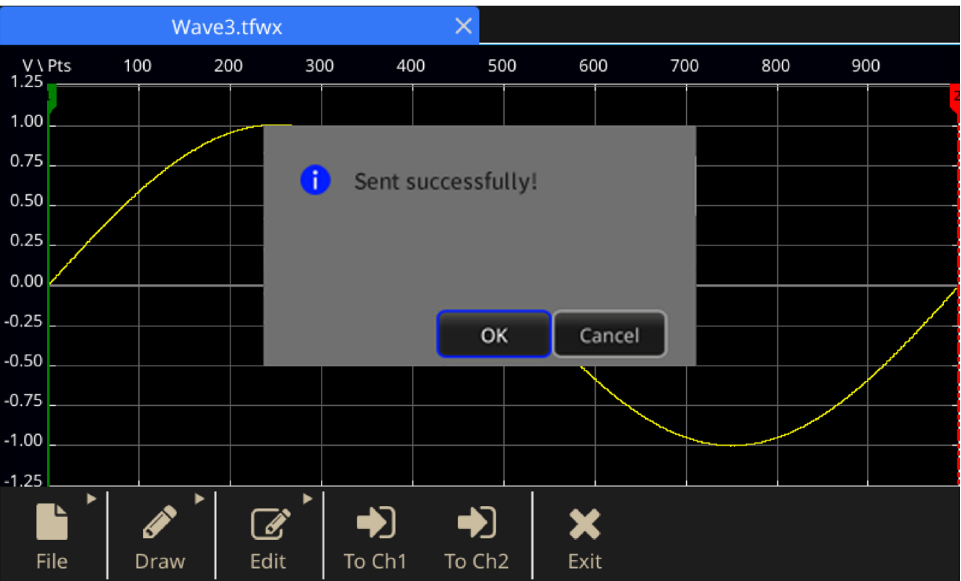 Wave3.tfwx
V \ Pts 100 200 300 400 500 600 700 800 900
1.25
1
2
1.00
0.75
Sent successfully!
0.50
0.25
0.00
-0.25
OK Cancel
-0.50
-0.75
-1.00
-1.25
File Draw Edit To Ch1 To Ch2 Exit